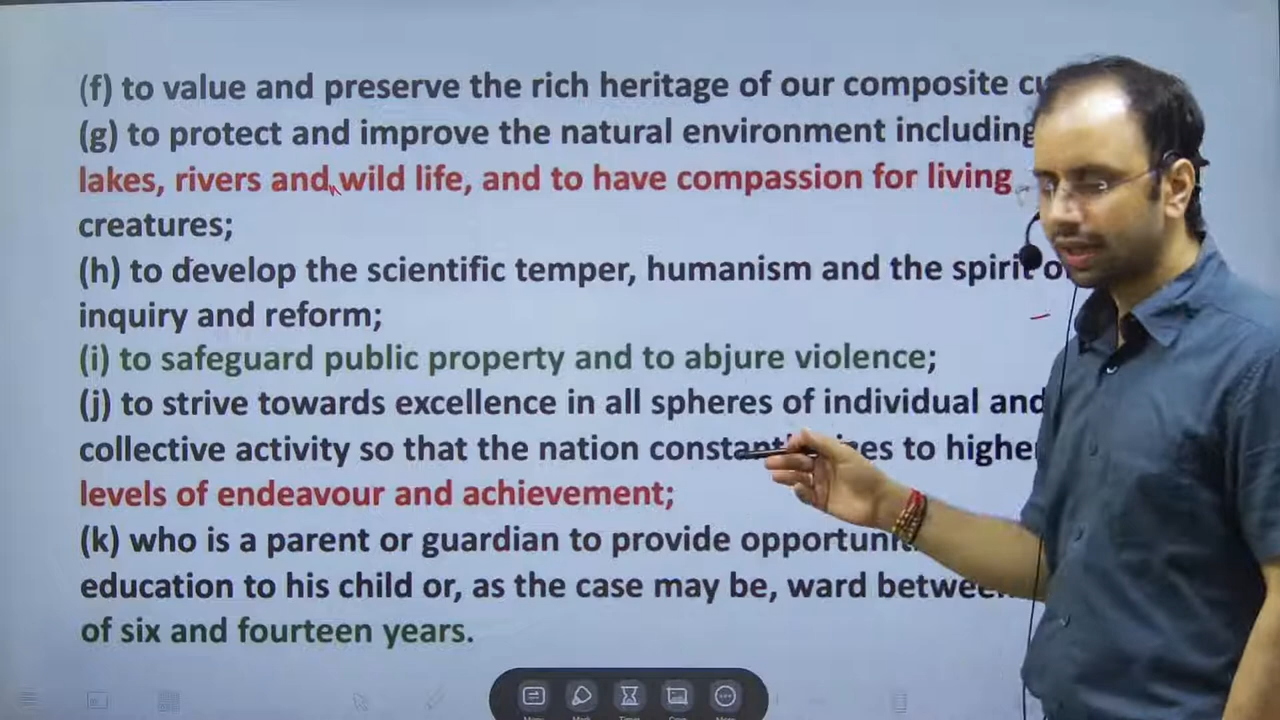 (f) to value and preserve the rich heritage of our composite
(g) to protect and improve the natural environment including
lakes, rivers and wild life, and to have compassion for living
creatures;
(h) to develop the scientific temper, humanism and the spirit
inquiry and reform;
(i) to safeguard public property and to abjure violence;
(j) to strive towards excellence in all spheres of individual and
collective activity so that the nation to higher
levels of endeavour and achievement;
(k) who is a parent or guardian to provide
education to his child or, as the case may be, ward
of six and fourteen years.